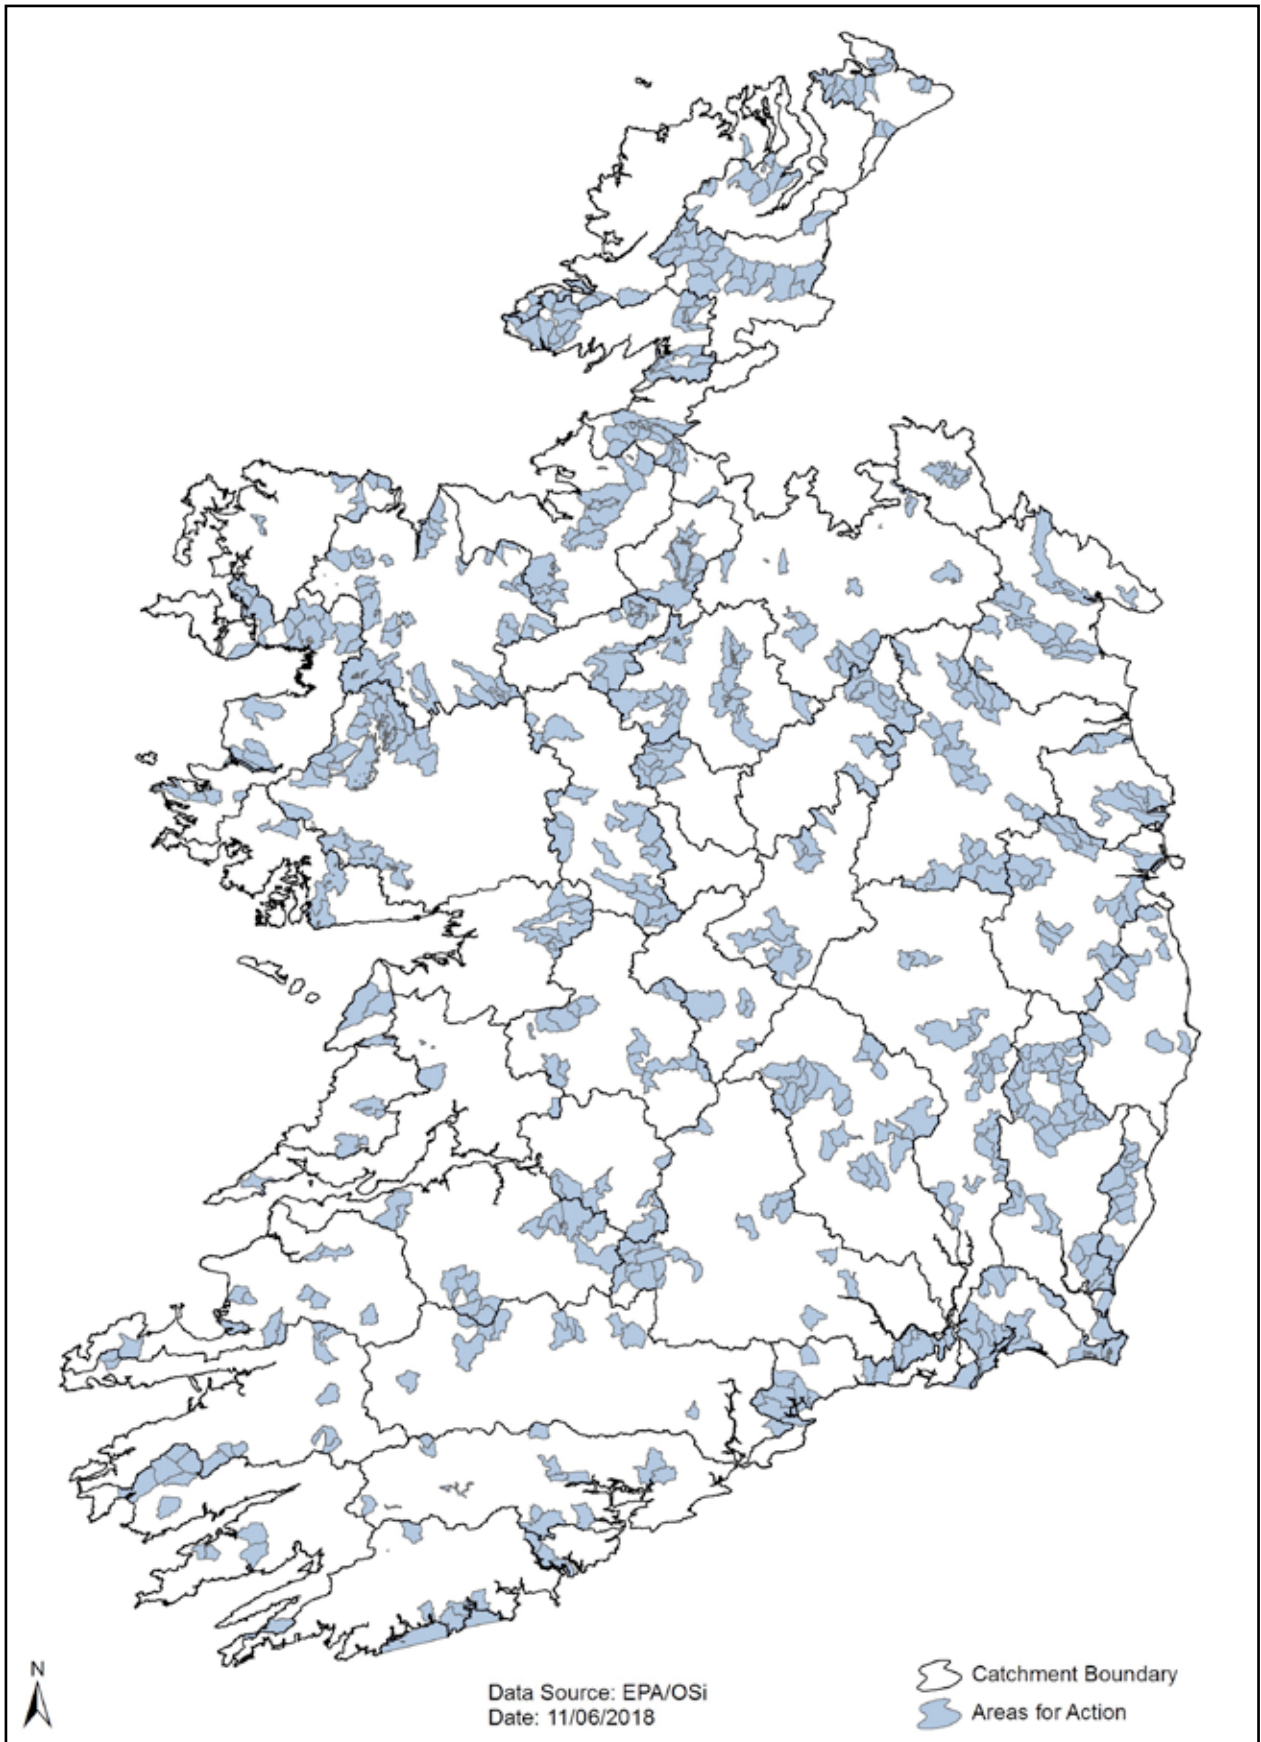 N
Data Source: EPA/OSi
Date: 11/06/2018
Catchment Boundary
Areas for Action